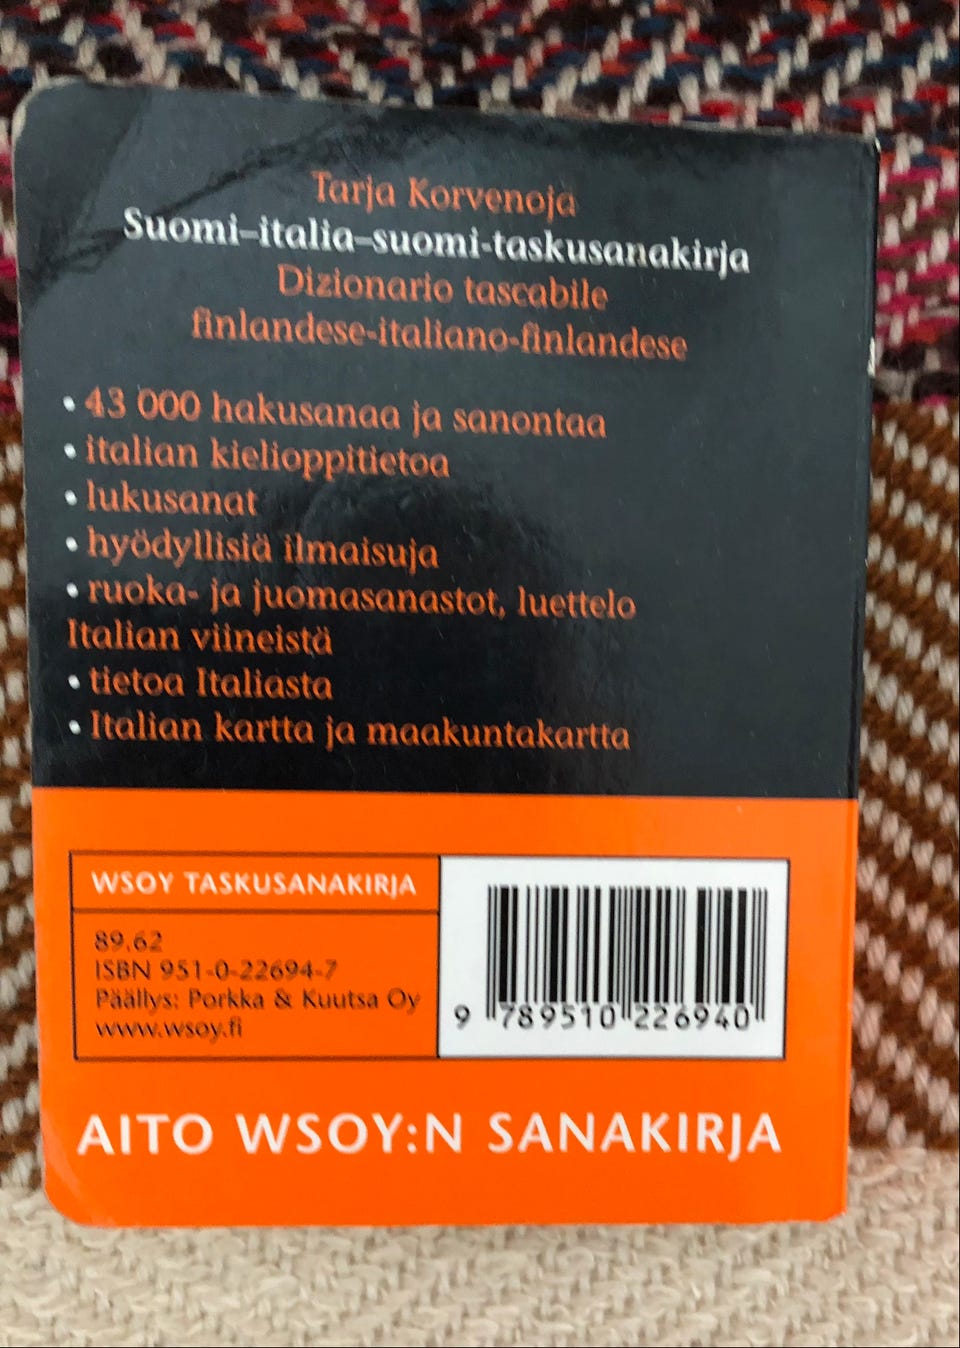 Tarja Korvenoja
Suomi–italia–suomi-taskusanakirja
Dizionario tascabile
finlandese-italiano-finlandese
• 43 000 hakusanaa ja sanontaa
• italian kielioppitietoa
• lukusanat
• hyödyllisiä ilmaisuja
• ruoka- ja juomasanastot, luettelo
Italian viineistä
• tietoa Italiasta
• Italian kartta ja maakuntakartta
WSOY TASKUSANAKIRJA
89.62
ISBN 951-0-22694-7
Päällys: Porkka & Kuutsa Oy
www.wsoy.fi
9 789510 226940
AITO WSOY:N SANAKIRJA